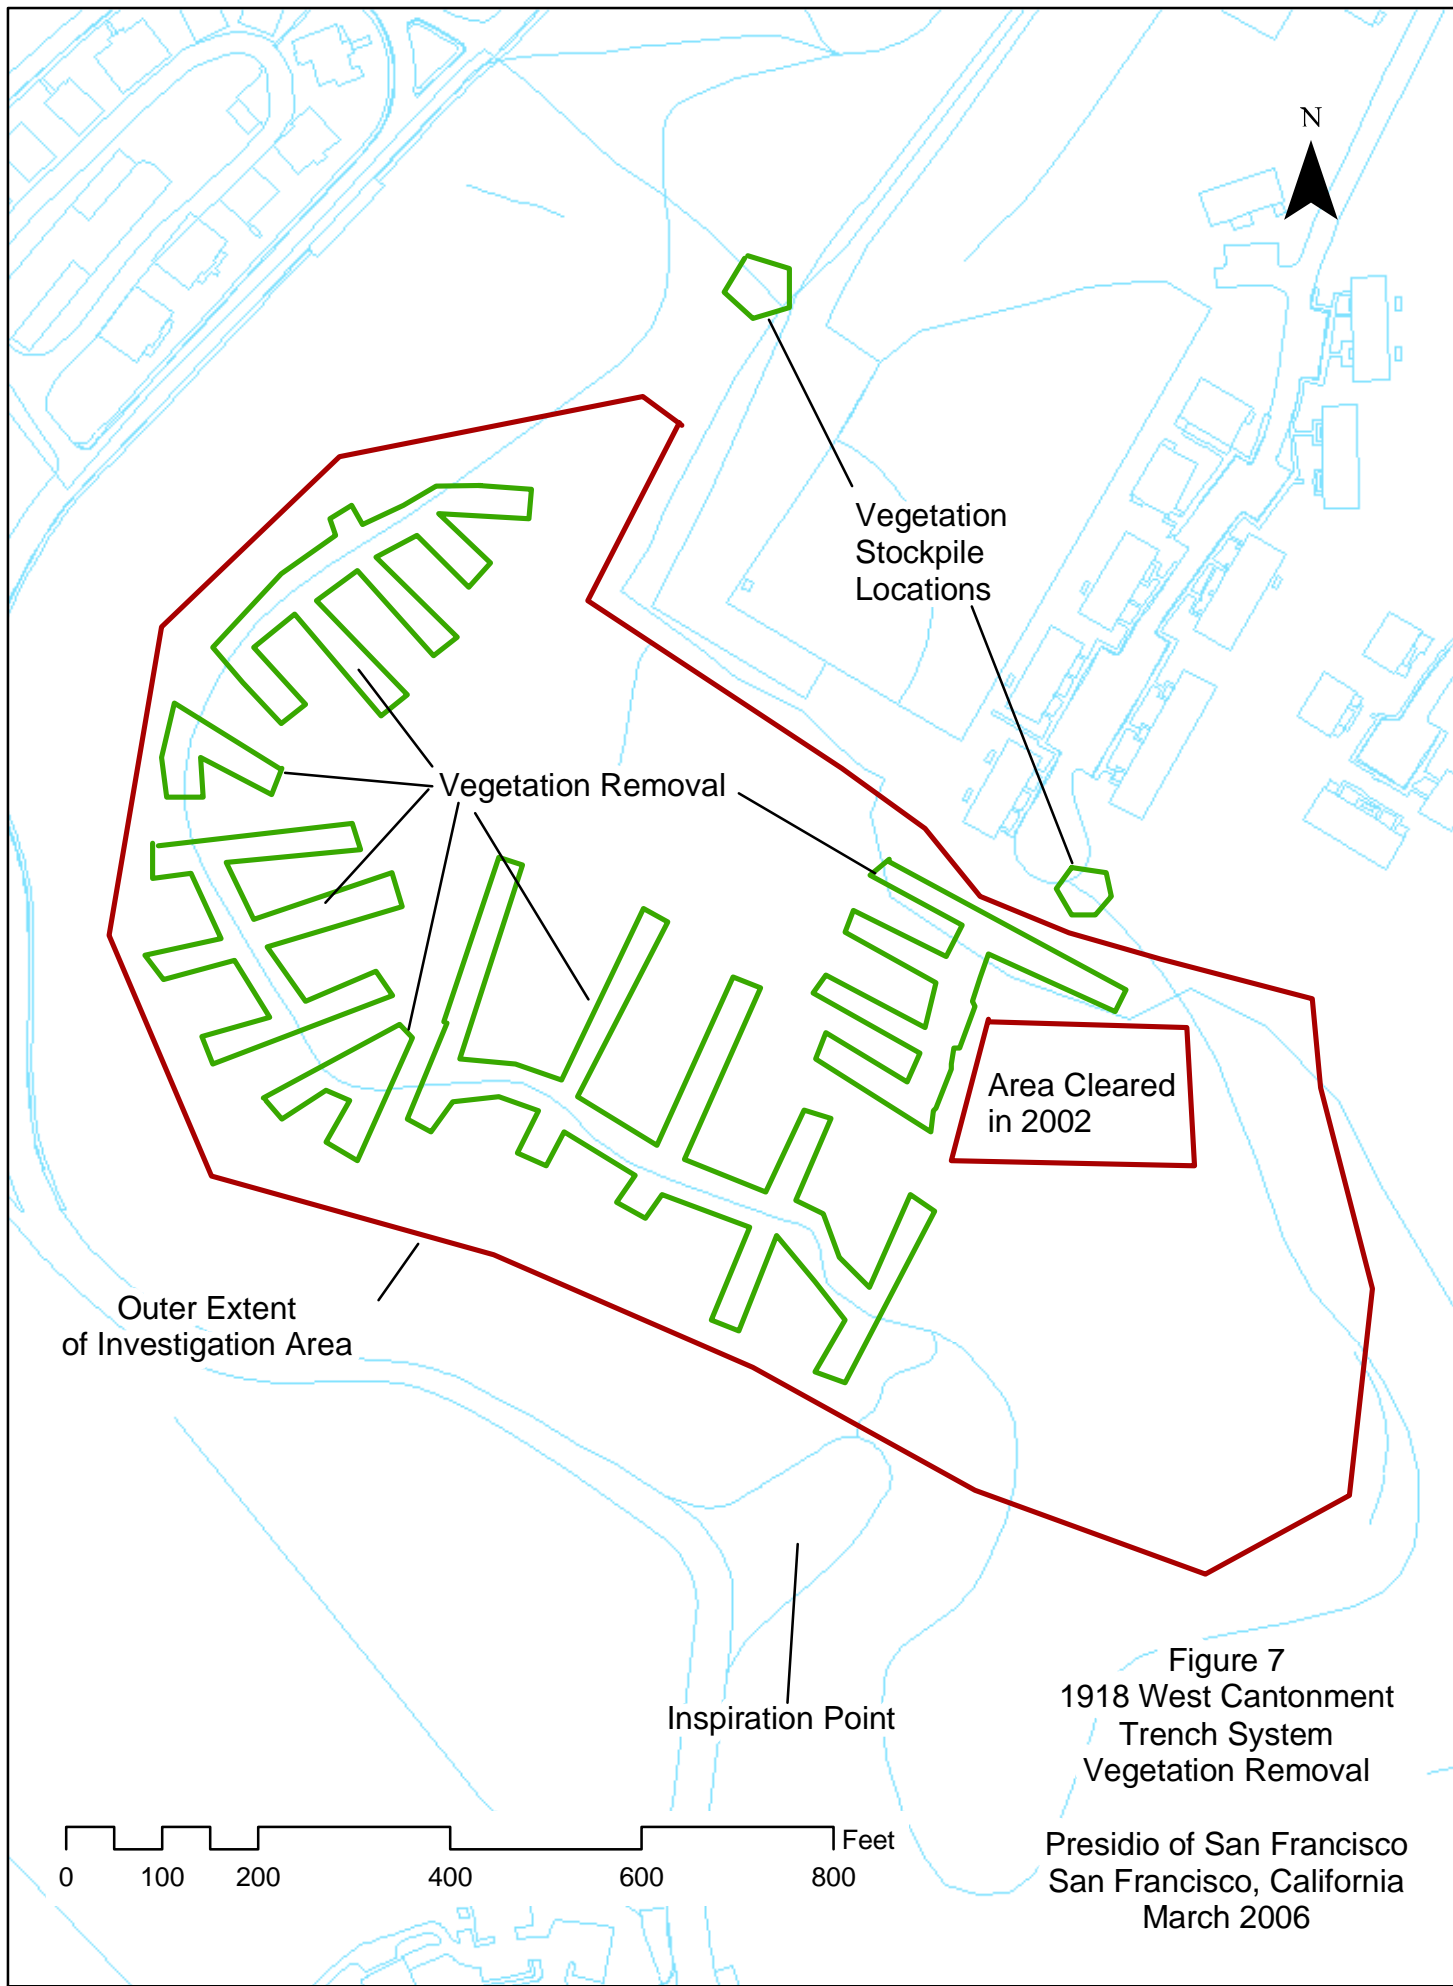 N
Vegetation
Stockpile
Locations
Vegetation Removal
Area Cleared
in 2002
Outer Extent
of Investigation Area
Inspiration Point
Figure 7
1918 West Cantonment
Trench System
Vegetation Removal
Presidio of San Francisco
San Francisco, California
March 2006
Feet
0 100 200 400 600 800